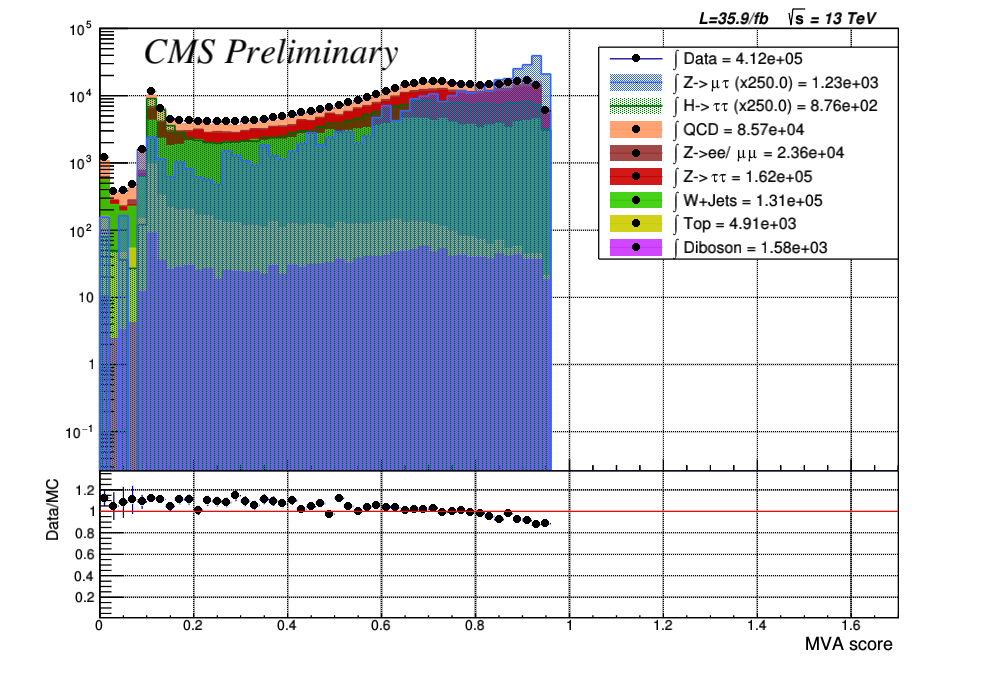 L=35.9/fb √s = 13 TeV
CMS Preliminary
∫ Data = 4.12e+05
∫ Z->μτ (x250.0) = 1.23e+03
∫ H->ττ (x250.0) = 8.76e+02
∫ QCD = 8.57e+04
∫ Z->ee/ μμ = 2.36e+04
∫ Z->ττ = 1.62e+05
∫ W+Jets = 1.31e+05
∫ Top = 4.91e+03
∫ Diboson = 1.58e+03
10⁵
10⁴
10³
10²
10
1
10⁻¹
Data/MC
1.2
1
0.8
0.6
0.4
0.2
0 0.2 0.4 0.6 0.8 1 1.2 1.4 1.6
MVA score